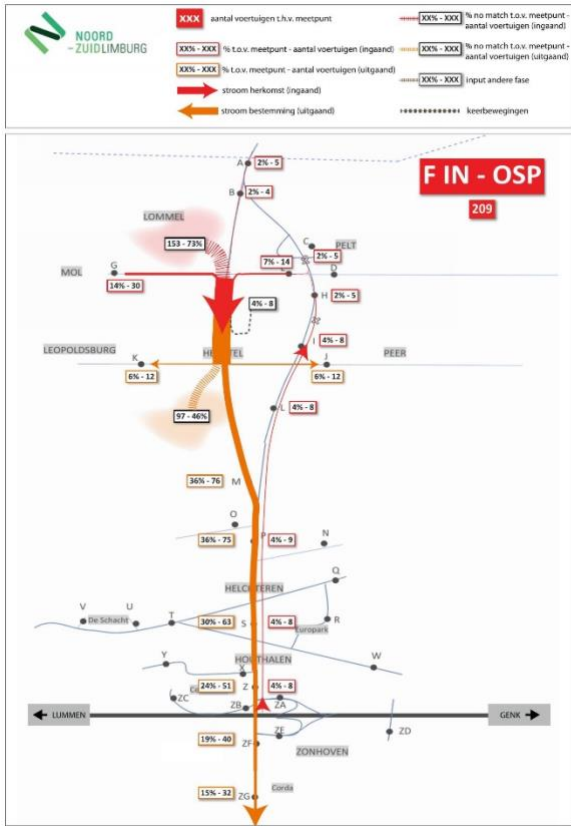 NOORD
-ZUIDLIMBURG
XXX aantal voertuigen t.h.v. meetpunt
XX% - XXX % t.o.v. meetpunt - aantal voertuigen (ingaand)
XX% - XXX % t.o.v. meetpunt - aantal voertuigen (uitgaand)
stroom herkomst (ingaand)
stroom bestemming (uitgaand)
XX% - XXX % no match t.o.v. meetpunt -
aantal voertuigen (ingaand)
XX% - XXX % no match t.o.v. meetpunt -
aantal voertuigen (uitgaand)
XX% - XXX input andere fase
keerbewegingen
F IN - OSP
209
A 2% - 5
B 2% - 4
LOMMEL
153 - 73%
C
PELT
2% - 5
7% - 14
MOL
G
D
14% - 30
H 2% - 5
4% - 8
I 4% - 8
LEOPOLDSBURG
K
J
PEER
6% - 12
6% - 12
L 4% - 8
97 - 46%
36% - 76 M
O
N
36% - 75 P 4% - 9
Q
HELCHTEREN
V
U
T
De Schacht
30% - 63 S 4% - 8
R
Europark
HOUTHALEN
Y
X
W
24% - 51 Z 4% - 8
ZC
ZB
ZA
LUMMEN
GENK
ZE
ZD
19% - 40
ZF
ZONHOVEN
15% - 32
ZG
Corda